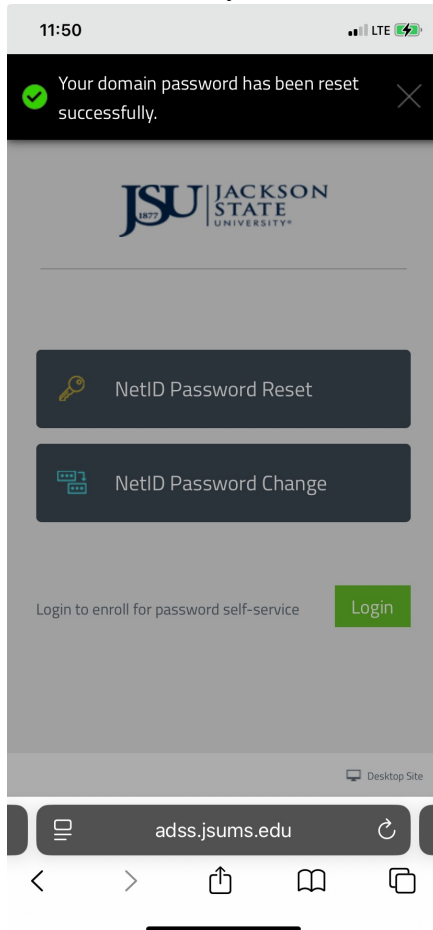 11:50
LTE
Your domain password has been reset
successfully.
JSU
1877
JACKSON
STATE
UNIVERSITY®
NetID Password Reset
NetID Password Change
Login to enroll for password self-service
Login
Desktop Site
adss.jsums.edu